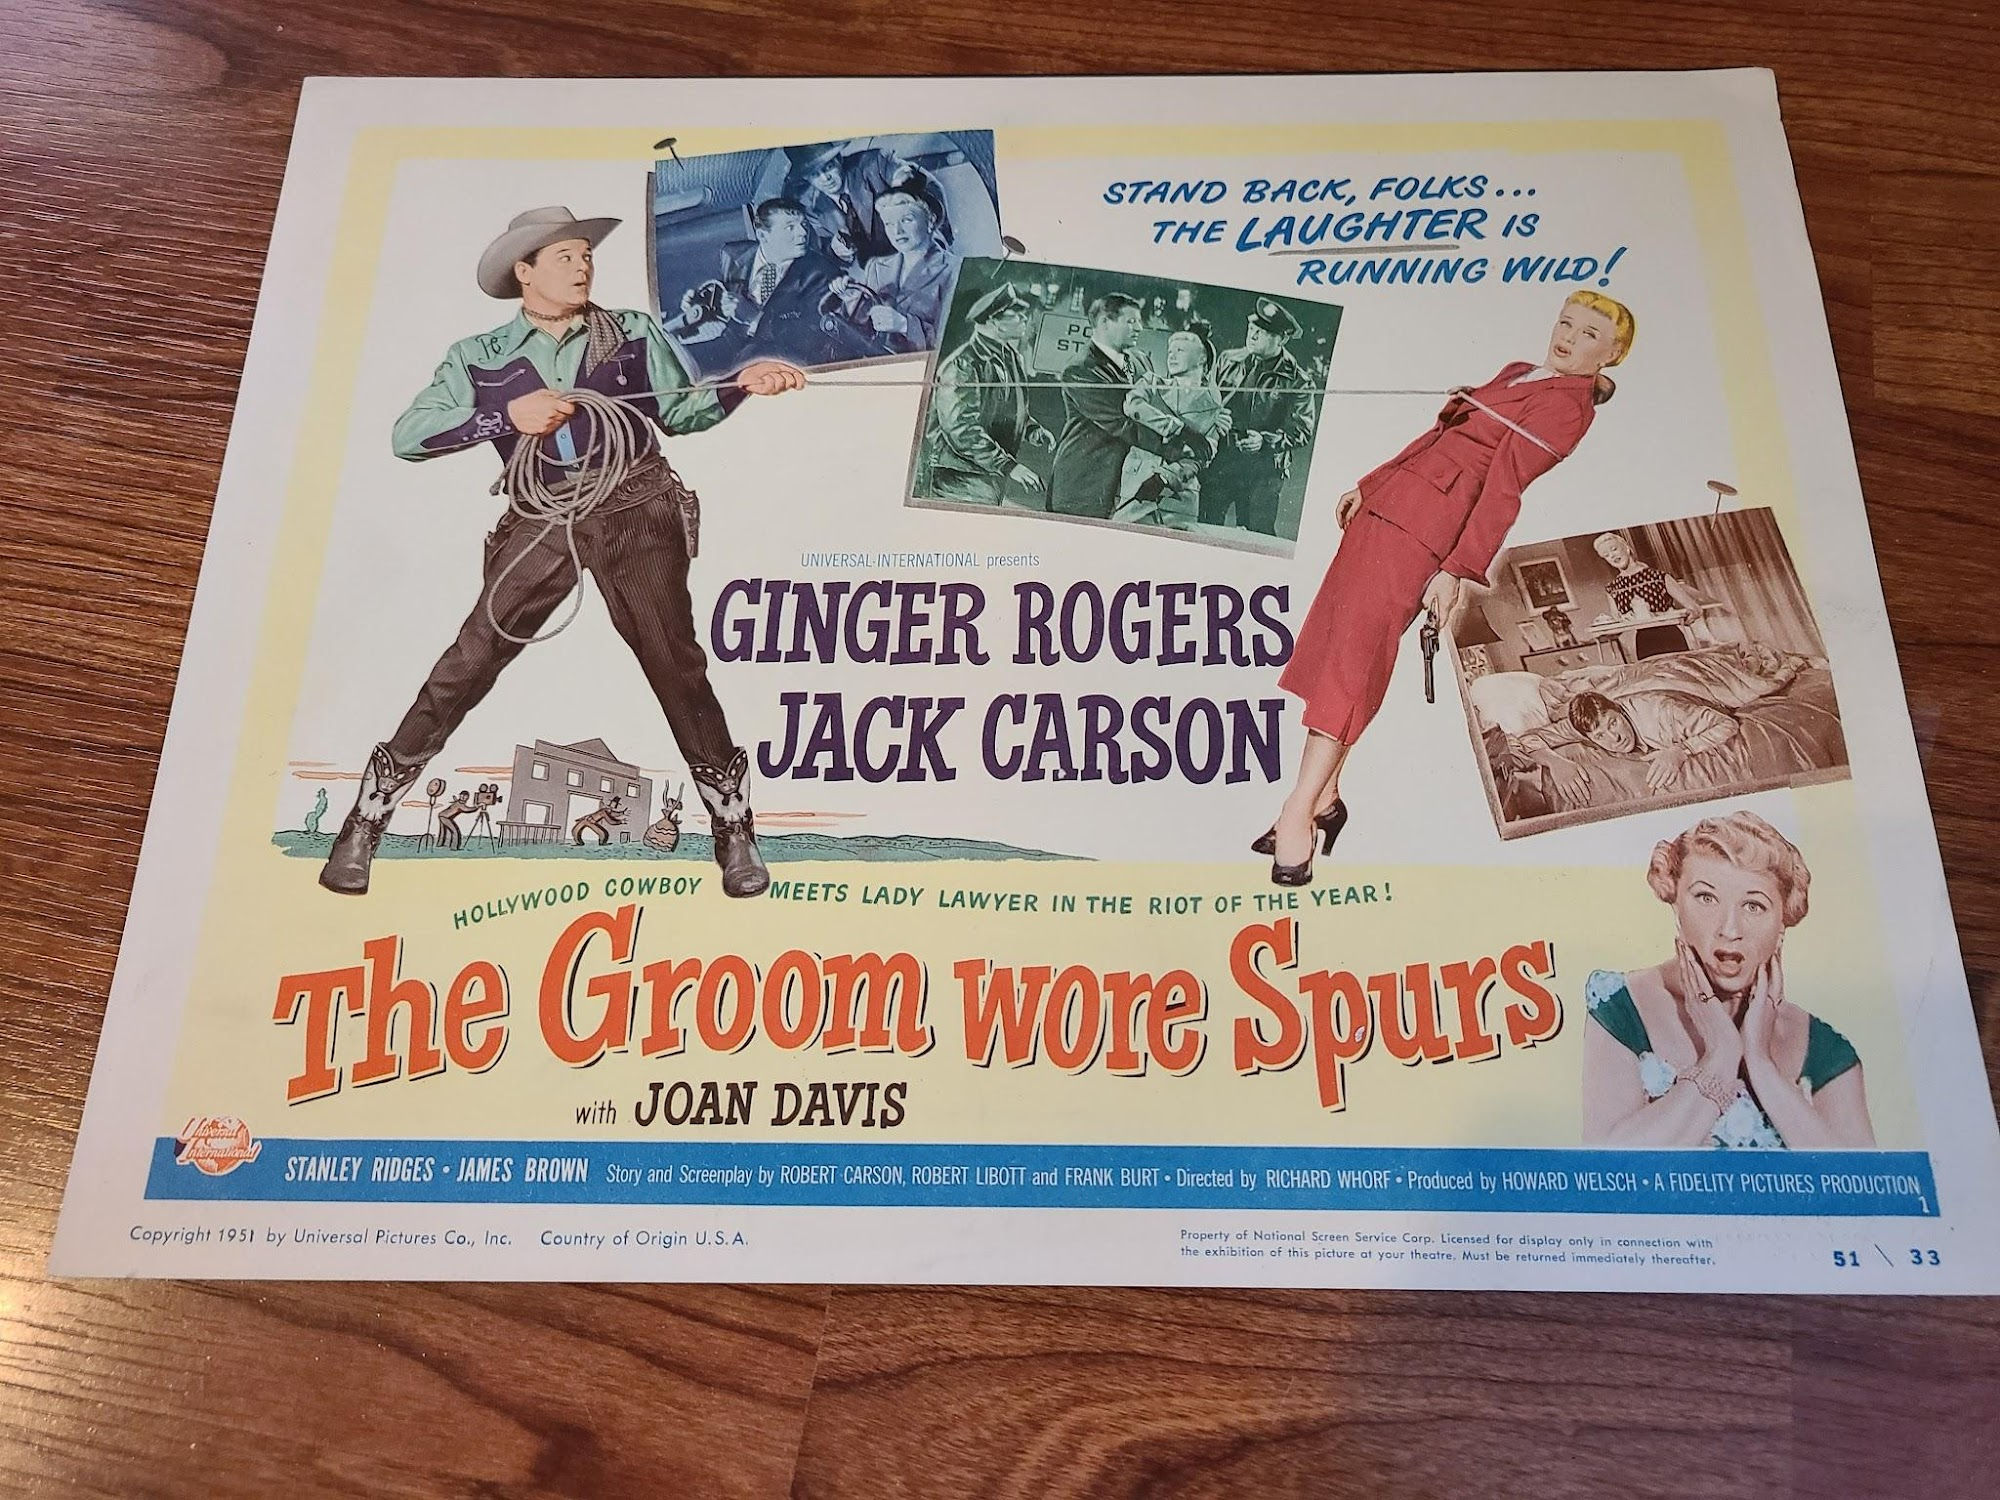 STAND BACK, FOLKS...
THE LAUGHTER IS
RUNNING WILD!
PO
ST
UNIVERSAL-INTERNATIONAL presents
GINGER ROGERS
JACK CARSON
HOLLYWOOD COWBOY MEETS LADY LAWYER IN THE RIOT OF THE YEAR!
The Groom wore Spurs
with JOAN DAVIS
Universal International
STANLEY RIDGES • JAMES BROWN Story and Screenplay by ROBERT CARSON, ROBERT LIBOTT and FRANK BURT • Directed by RICHARD WHORF • Produced by HOWARD WELSCH • A FIDELITY PICTURES PRODUCTION
1
Copyright 1951 by Universal Pictures Co., Inc. Country of Origin U.S.A.
Property of National Screen Service Corp. Licensed for display only in connection with
the exhibition of this picture at your theatre. Must be returned immediately thereafter.
51 \ 33